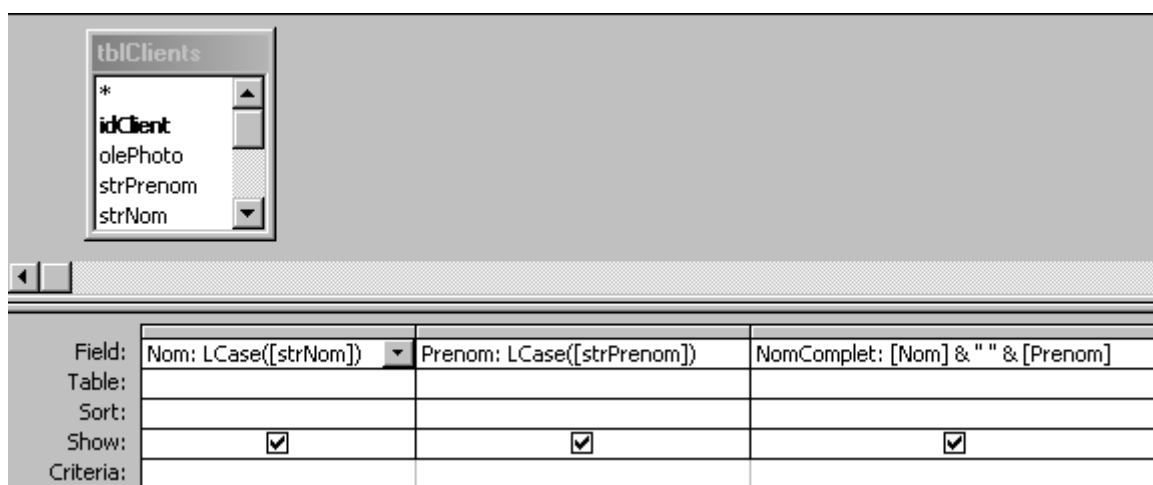 tblClients
*
idClient
olePhoto
strPrenom
strNom
Field: Nom: LCase([strNom]) Prenom: LCase([strPrenom]) NomComplet: [Nom] & " " & [Prenom]
Table:
Sort:
Show:
Criteria: